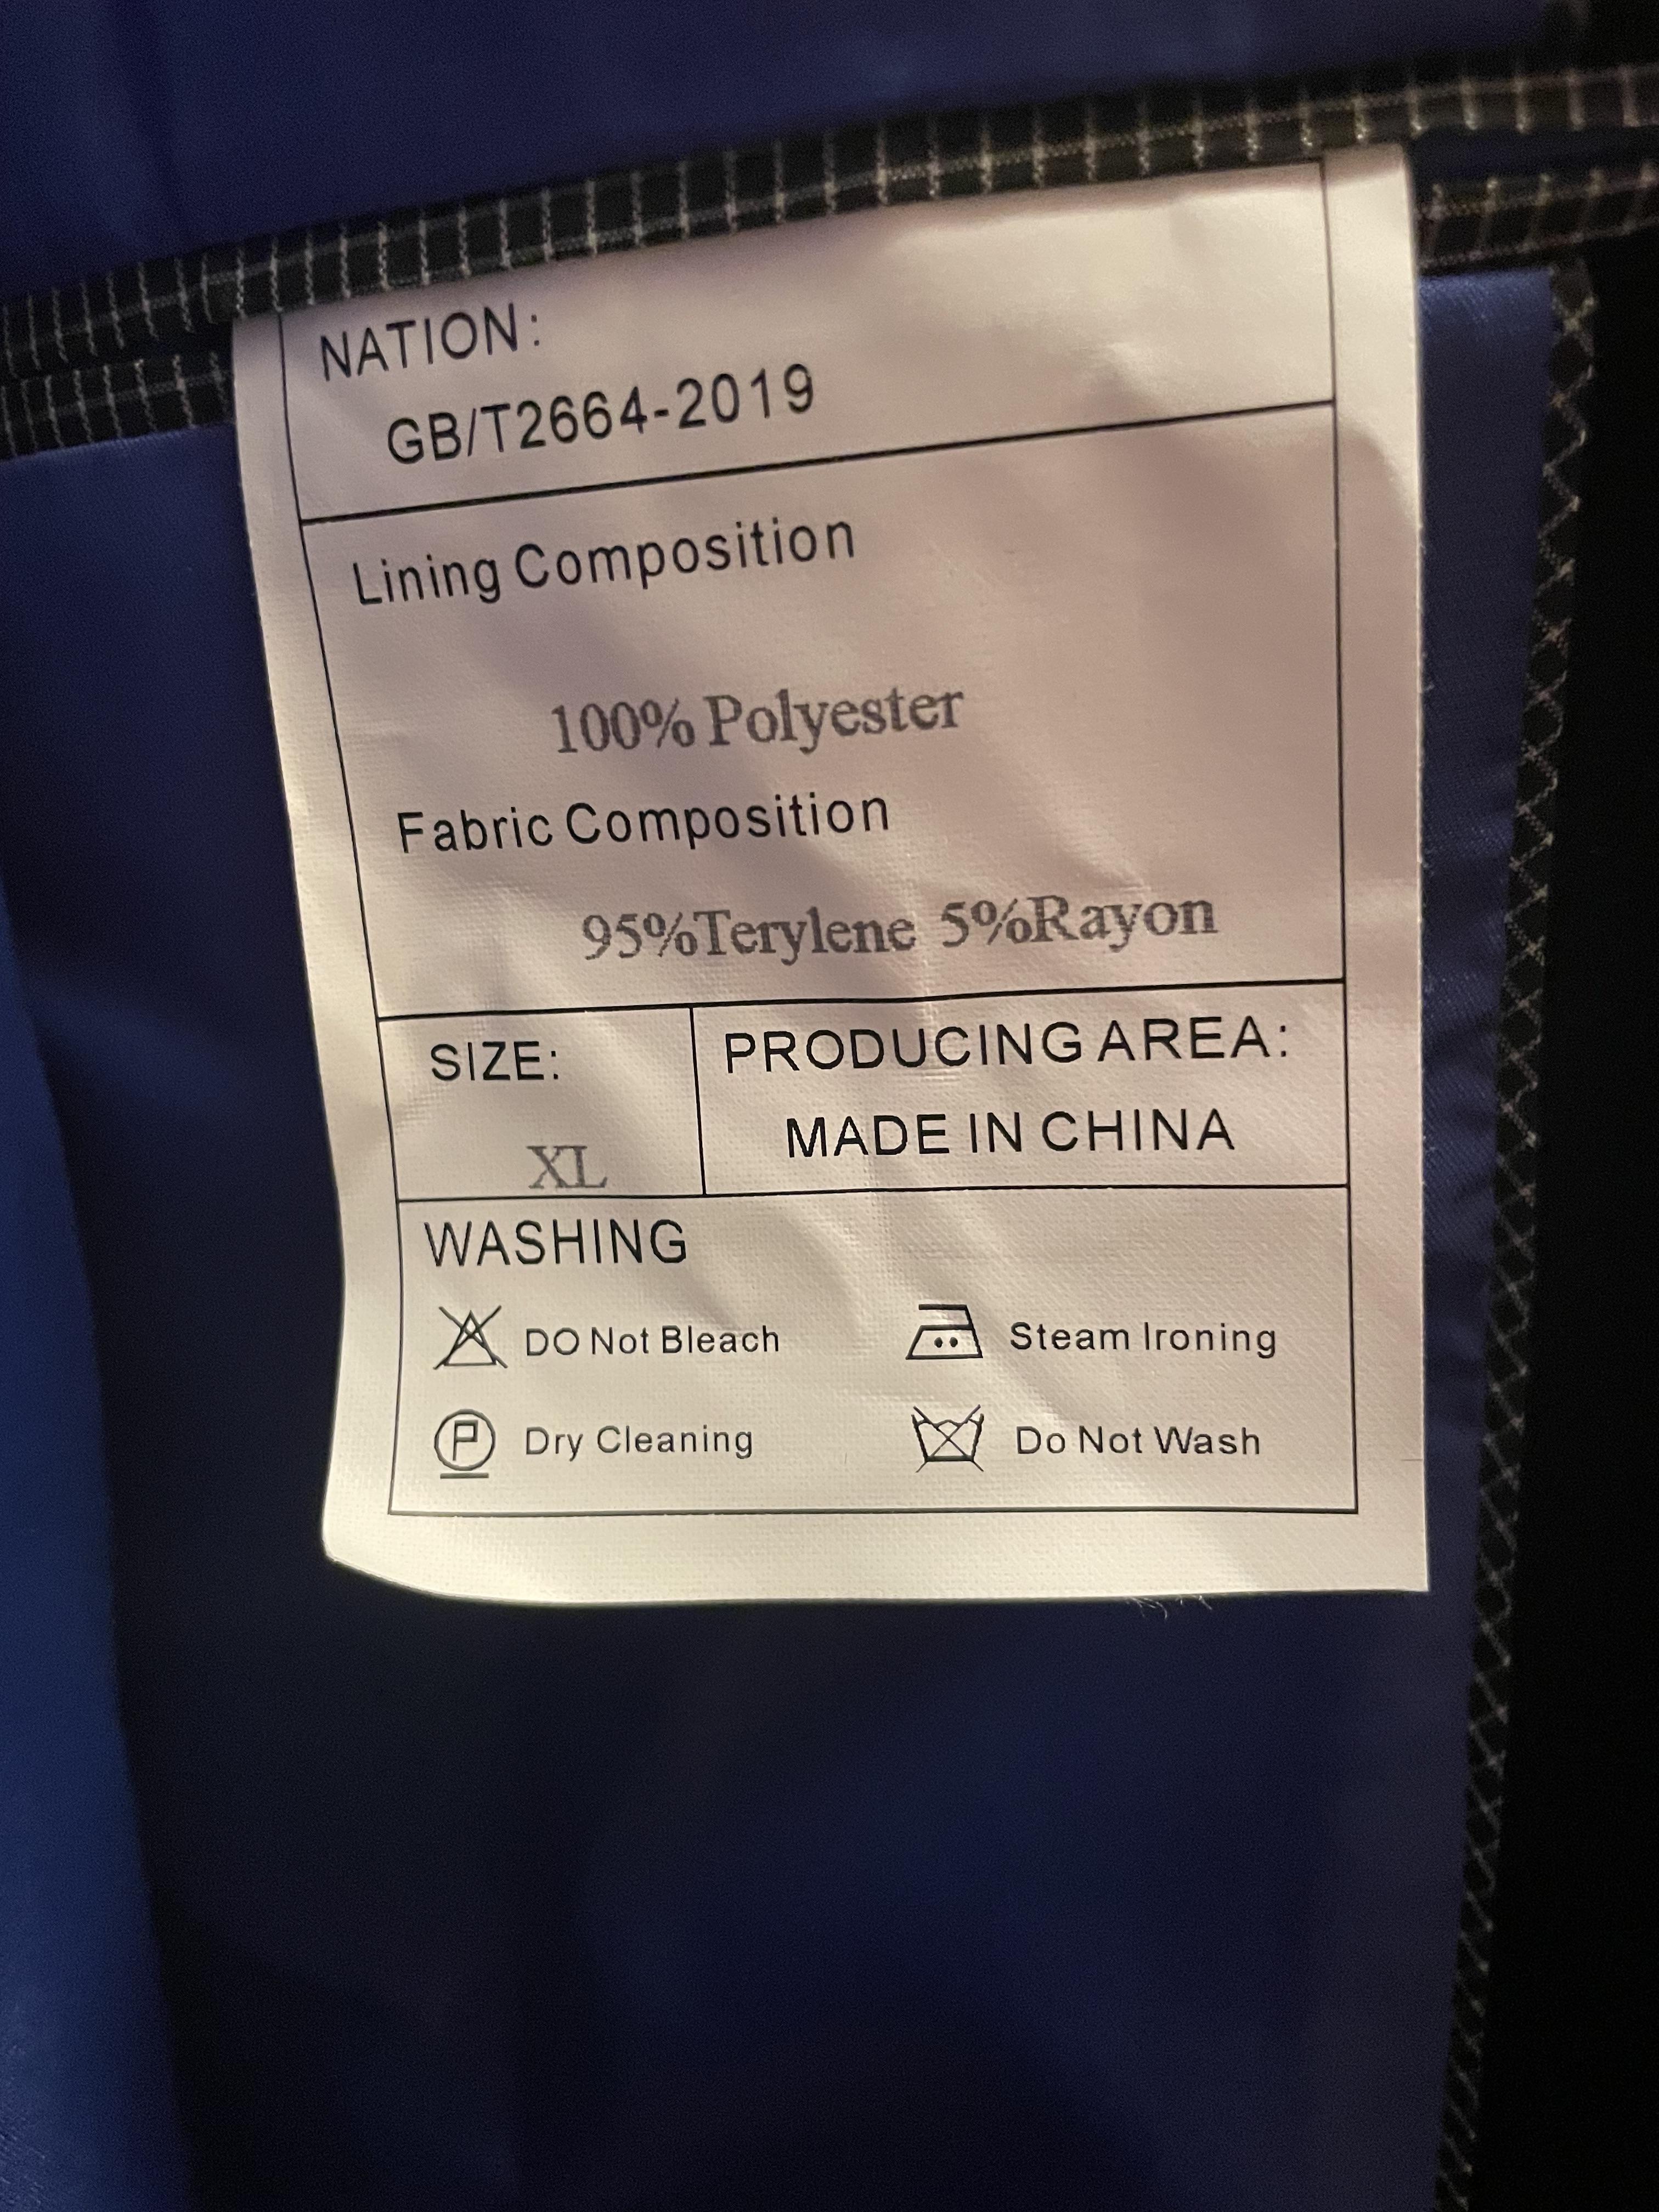 NATION:
GB/T2664-2019
Lining Composition
100% Polyester
Fabric Composition
95%Terylene 5%Rayon
SIZE:
XL
PRODUCING AREA:
MADE IN CHINA
WASHING
DO Not Bleach
Steam Ironing
P Dry Cleaning
Do Not Wash